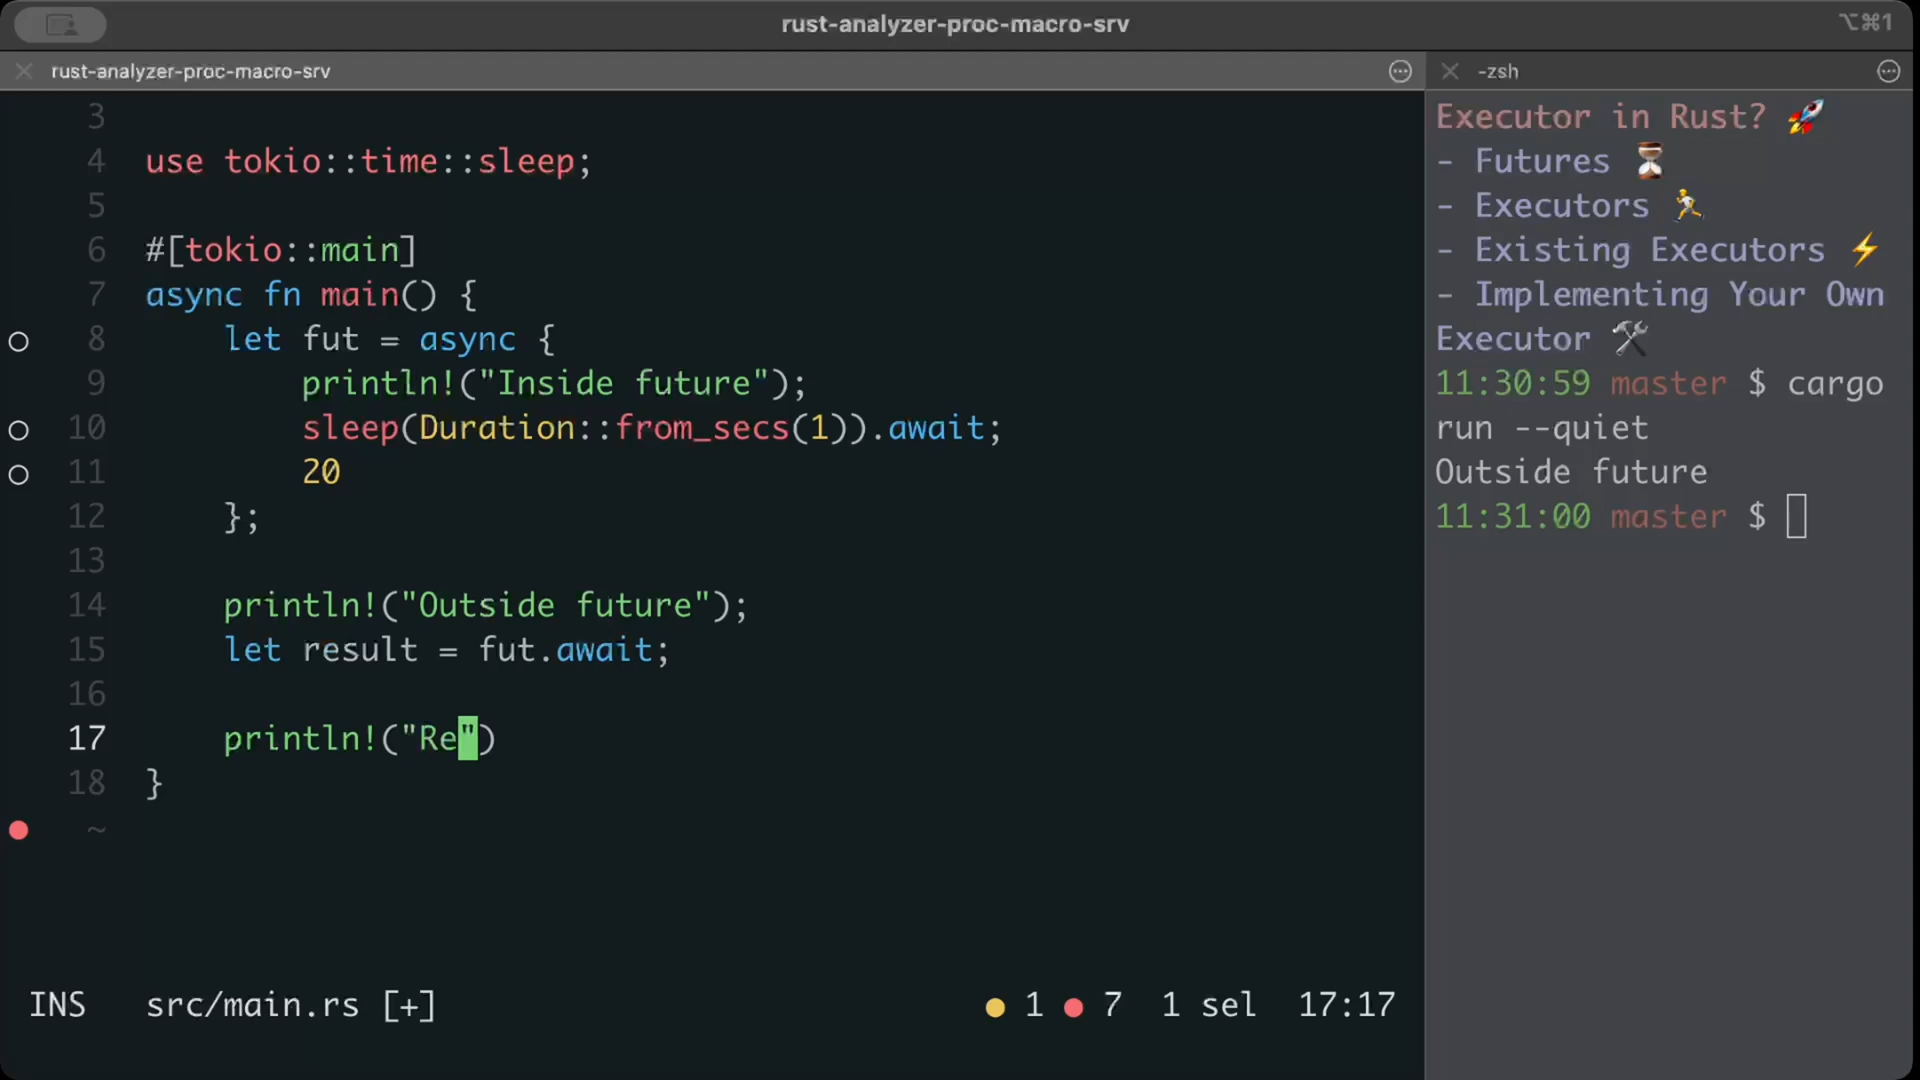 rust-analyzer-proc-macro-srv
⌥⌘1
rust-analyzer-proc-macro-srv
3
4 use tokio::time::sleep;
5
6 #[tokio::main]
7 async fn main() {
8 let fut = async {
9 println!("Inside future");
10 sleep(Duration::from_secs(1)).await;
11 20
12 };
13
14 println!("Outside future");
15 let result = fut.await;
16
17 println!("Re")
18 }
~
INS src/main.rs [+] 1 7 1 sel 17:17
-zsh
Executor in Rust? 🚀
- Futures ⏳
- Executors 🏃
- Existing Executors ⚡
- Implementing Your Own
Executor 🛠
11:30:59 master $ cargo
run --quiet
Outside future
11:31:00 master $